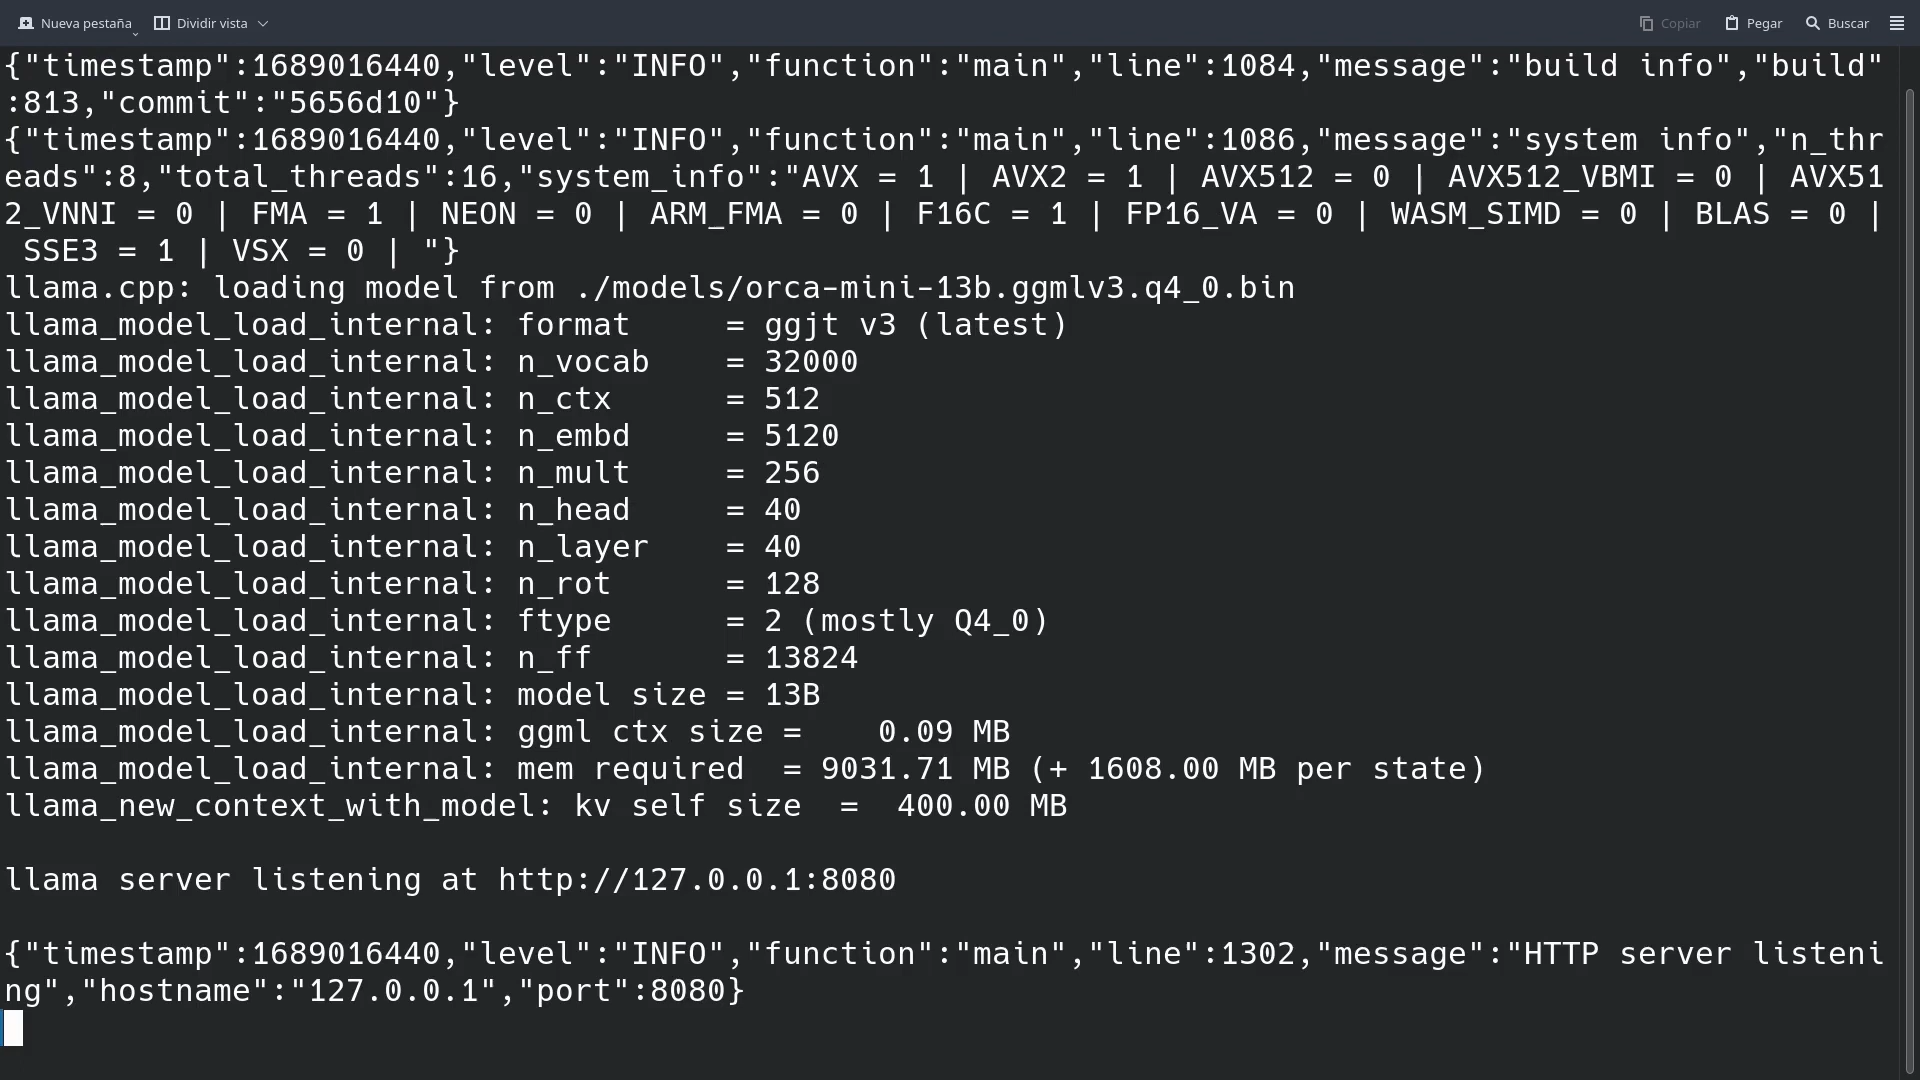 Nueva pestaña Dividir vista Copiar Pegar Buscar
{"timestamp":1689016440,"level":"INFO","function":"main","line":1084,"message":"build info","build"
:813,"commit":"5656d10"}
{"timestamp":1689016440,"level":"INFO","function":"main","line":1086,"message":"system info","n_thr
eads":8,"total_threads":16,"system_info":"AVX = 1 | AVX2 = 1 | AVX512 = 0 | AVX512_VBMI = 0 | AVX51
2_VNNI = 0 | FMA = 1 | NEON = 0 | ARM_FMA = 0 | F16C = 1 | FP16_VA = 0 | WASM_SIMD = 0 | BLAS = 0 |
 SSE3 = 1 | VSX = 0 | "}
llama.cpp: loading model from ./models/orca-mini-13b.ggmlv3.q4_0.bin
llama_model_load_internal: format     = ggjt v3 (latest)
llama_model_load_internal: n_vocab    = 32000
llama_model_load_internal: n_ctx      = 512
llama_model_load_internal: n_embd     = 5120
llama_model_load_internal: n_mult     = 256
llama_model_load_internal: n_head     = 40
llama_model_load_internal: n_layer    = 40
llama_model_load_internal: n_rot      = 128
llama_model_load_internal: ftype      = 2 (mostly Q4_0)
llama_model_load_internal: n_ff       = 13824
llama_model_load_internal: model size = 13B
llama_model_load_internal: ggml ctx size =    0.09 MB
llama_model_load_internal: mem required  = 9031.71 MB (+ 1608.00 MB per state)
llama_new_context_with_model: kv self size  =  400.00 MB
llama server listening at http://127.0.0.1:8080
{"timestamp":1689016440,"level":"INFO","function":"main","line":1302,"message":"HTTP server listeni
ng","hostname":"127.0.0.1","port":8080}